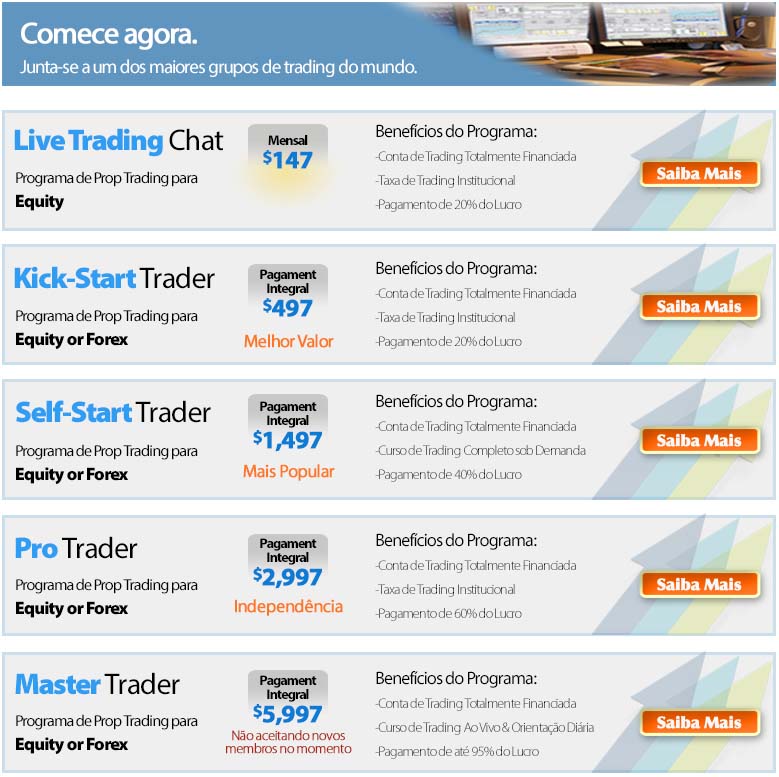 Comece agora.
Junta-se a um dos maiores grupos de trading do mundo.
Live Trading Chat
Programa de Prop Trading para
Equity
Mensal
$147
Benefícios do Programa:
-Conta de Trading Totalmente Financiada
-Taxa de Trading Institucional
-Pagamento de 20% do Lucro
Saiba Mais
Kick-Start Trader
Programa de Prop Trading para
Equity or Forex
Pagament
Integral
$497
Melhor Valor
Benefícios do Programa:
-Conta de Trading Totalmente Financiada
-Taxa de Trading Institucional
-Pagamento de 20% do Lucro
Saiba Mais
Self-Start Trader
Programa de Prop Trading para
Equity or Forex
Pagament
Integral
$1,497
Mais Popular
Benefícios do Programa:
-Conta de Trading Totalmente Financiada
-Curso de Trading Completo sob Demanda
-Pagamento de 40% do Lucro
Saiba Mais
Pro Trader
Programa de Prop Trading para
Equity or Forex
Pagament
Integral
$2,997
Independência
Benefícios do Programa:
-Conta de Trading Totalmente Financiada
-Taxa de Trading Institucional
-Pagamento de 60% do Lucro
Saiba Mais
Master Trader
Programa de Prop Trading para
Equity or Forex
Pagament
Integral
$5,997
Não aceitando novos
membros no momento
Benefícios do Programa:
-Conta de Trading Totalmente Financiada
-Curso de Trading Ao Vivo & Orientação Diária
-Pagamento de até 95% do Lucro
Saiba Mais